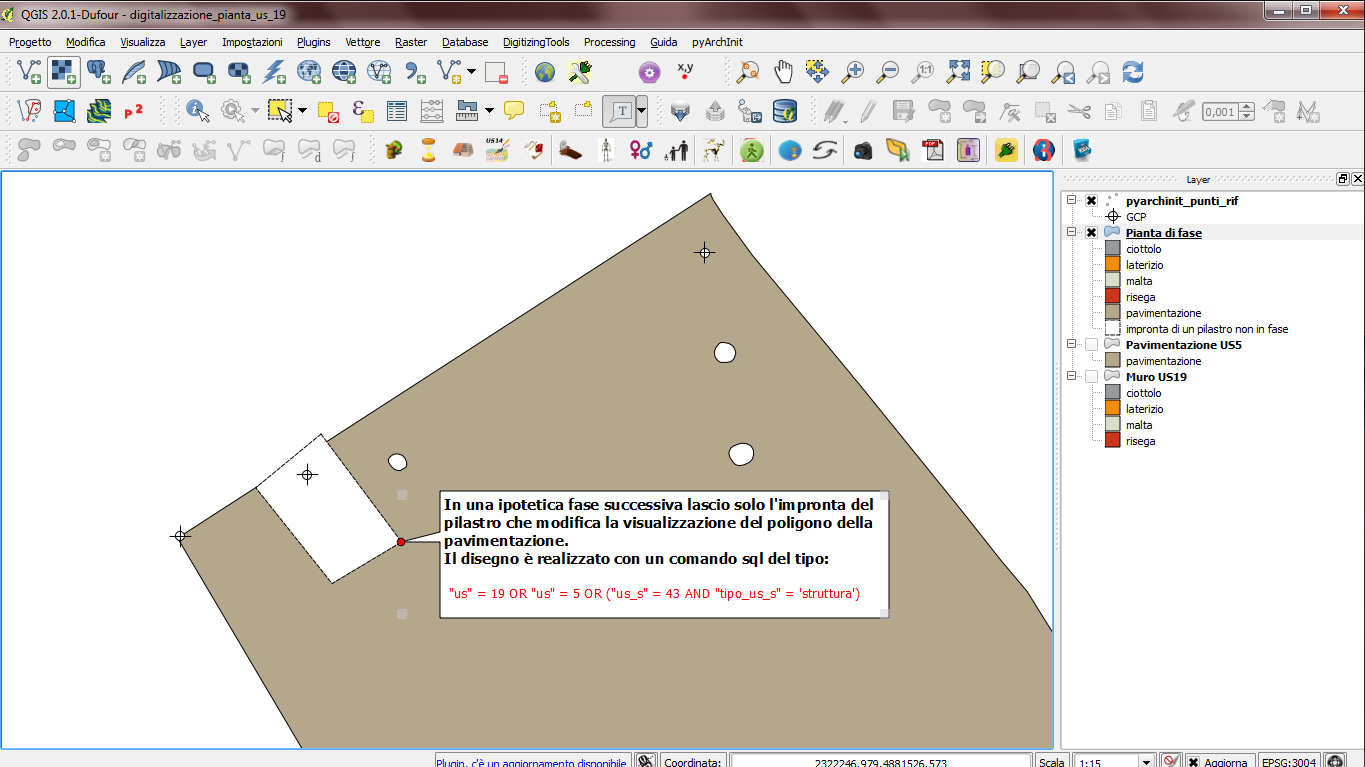 QGIS 2.0.1-Dufour - digitalizzazione_pianta_us_19
Progetto Modifica Visualizza Layer Impostazioni Plugins Vettore Raster Database DigitizingTools Processing Guida pyArchInit
x,y
1:1
P 2
ε
T
0,001
US14
PDF
Layer
pyarchinit_punti_rif
GCP
Pianta di fase
ciottolo
laterizio
malta
risega
pavimentazione
impronta di un pilastro non in fase
Pavimentazione US5
pavimentazione
Muro US19
ciottolo
laterizio
malta
risega
In una ipotetica fase successiva lascio solo l'impronta del
pilastro che modifica la visualizzazione del poligono della
pavimentazione.
Il disegno è realizzato con un comando sql del tipo:
"us" = 19 OR "us" = 5 OR ("us_s" = 43 AND "tipo_us_s" = 'struttura')
Plugin, c'è un aggiornamento disponibile Coordinata: 2322246.979,4881526.573 Scala 1:15 Aggiorna EPSG:3004